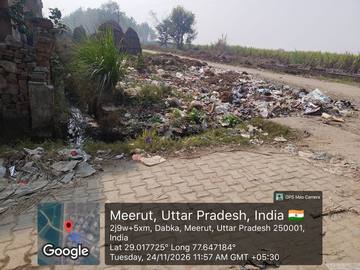 GPS Map Camera
Meerut, Uttar Pradesh, India 🇮🇳
2j9w+5xm, Dabka, Meerut, Uttar Pradesh 250001,
India
Lat 29.017725° Long 77.647184°
Tuesday, 24/11/2026 11:57 AM GMT +05:30
Google